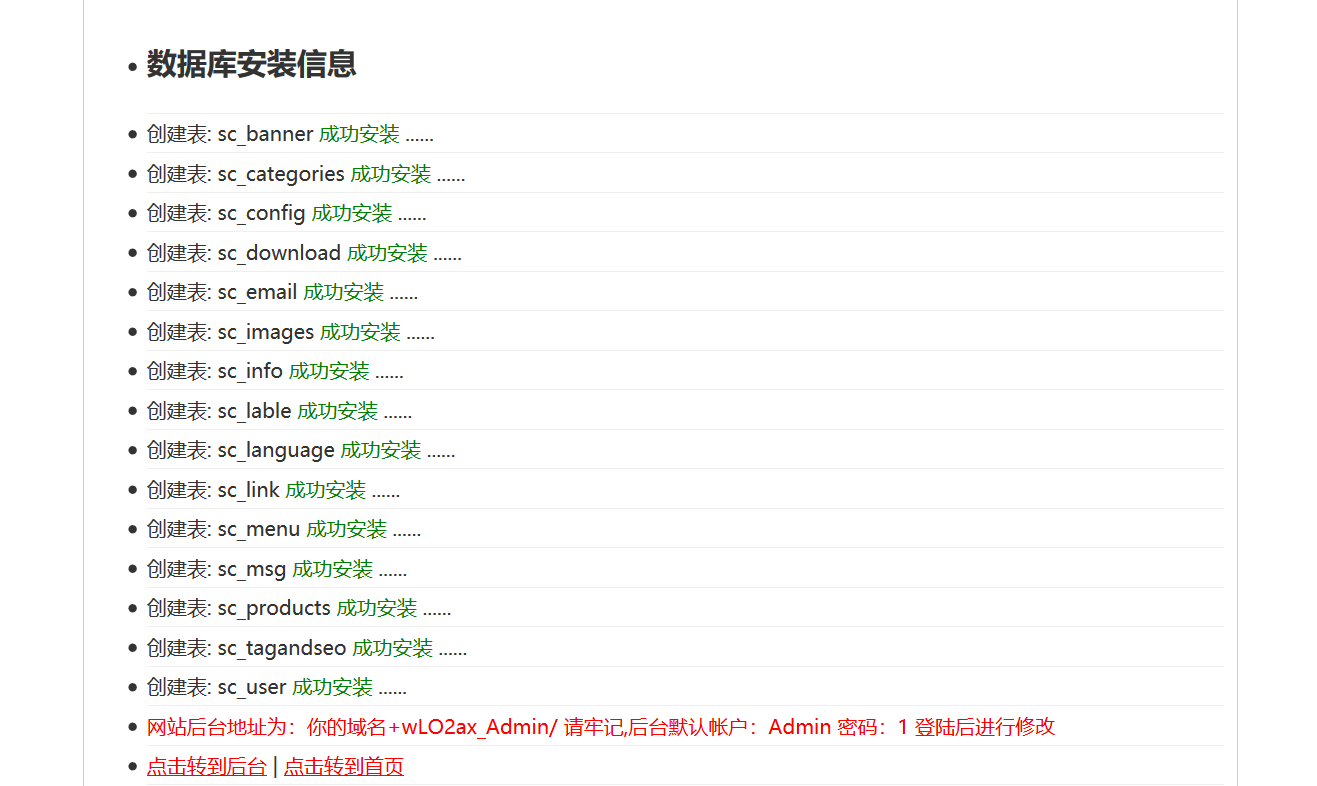 数据库安装信息
创建表: sc_banner 成功安装 ......
创建表: sc_categories 成功安装 ......
创建表: sc_config 成功安装 ......
创建表: sc_download 成功安装 ......
创建表: sc_email 成功安装 ......
创建表: sc_images 成功安装 ......
创建表: sc_info 成功安装 ......
创建表: sc_lable 成功安装 ......
创建表: sc_language 成功安装 ......
创建表: sc_link 成功安装 ......
创建表: sc_menu 成功安装 ......
创建表: sc_msg 成功安装 ......
创建表: sc_products 成功安装 ......
创建表: sc_tagandseo 成功安装 ......
创建表: sc_user 成功安装 ......
网站后台地址为：你的域名+wLO2ax_Admin/ 请牢记,后台默认帐户：Admin 密码：1 登陆后进行修改
点击转到后台 | 点击转到首页